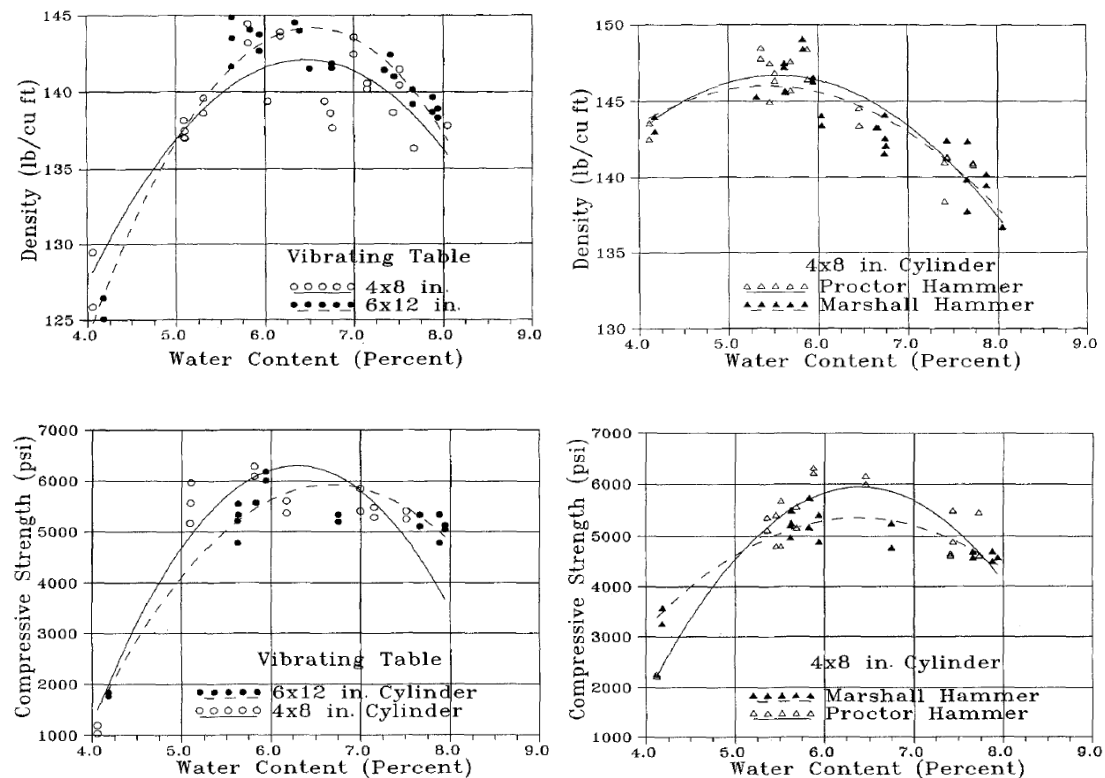 Density (lb/cu ft)
145
140
135
130
125
Vibrating Table
4x8 in.
6x12 in.
4.0 5.0 6.0 7.0 8.0 9.0
Water Content (Percent)
Density (lb/cu ft)
150
145
140
135
130
4x8 in. Cylinder
Proctor Hammer
Marshall Hammer
4.0 5.0 6.0 7.0 8.0 9.0
Water Content (Percent)
Compressive Strength (psi)
7000
6000
5000
4000
3000
2000
1000
Vibrating Table
6x12 in. Cylinder
4x8 in. Cylinder
4.0 5.0 6.0 7.0 8.0 9.0
Water Content (Percent)
Compressive Strength (psi)
7000
6000
5000
4000
3000
2000
1000
4x8 in. Cylinder
Marshall Hammer
Proctor Hammer
4.0 5.0 6.0 7.0 8.0 9.0
Water Content (Percent)